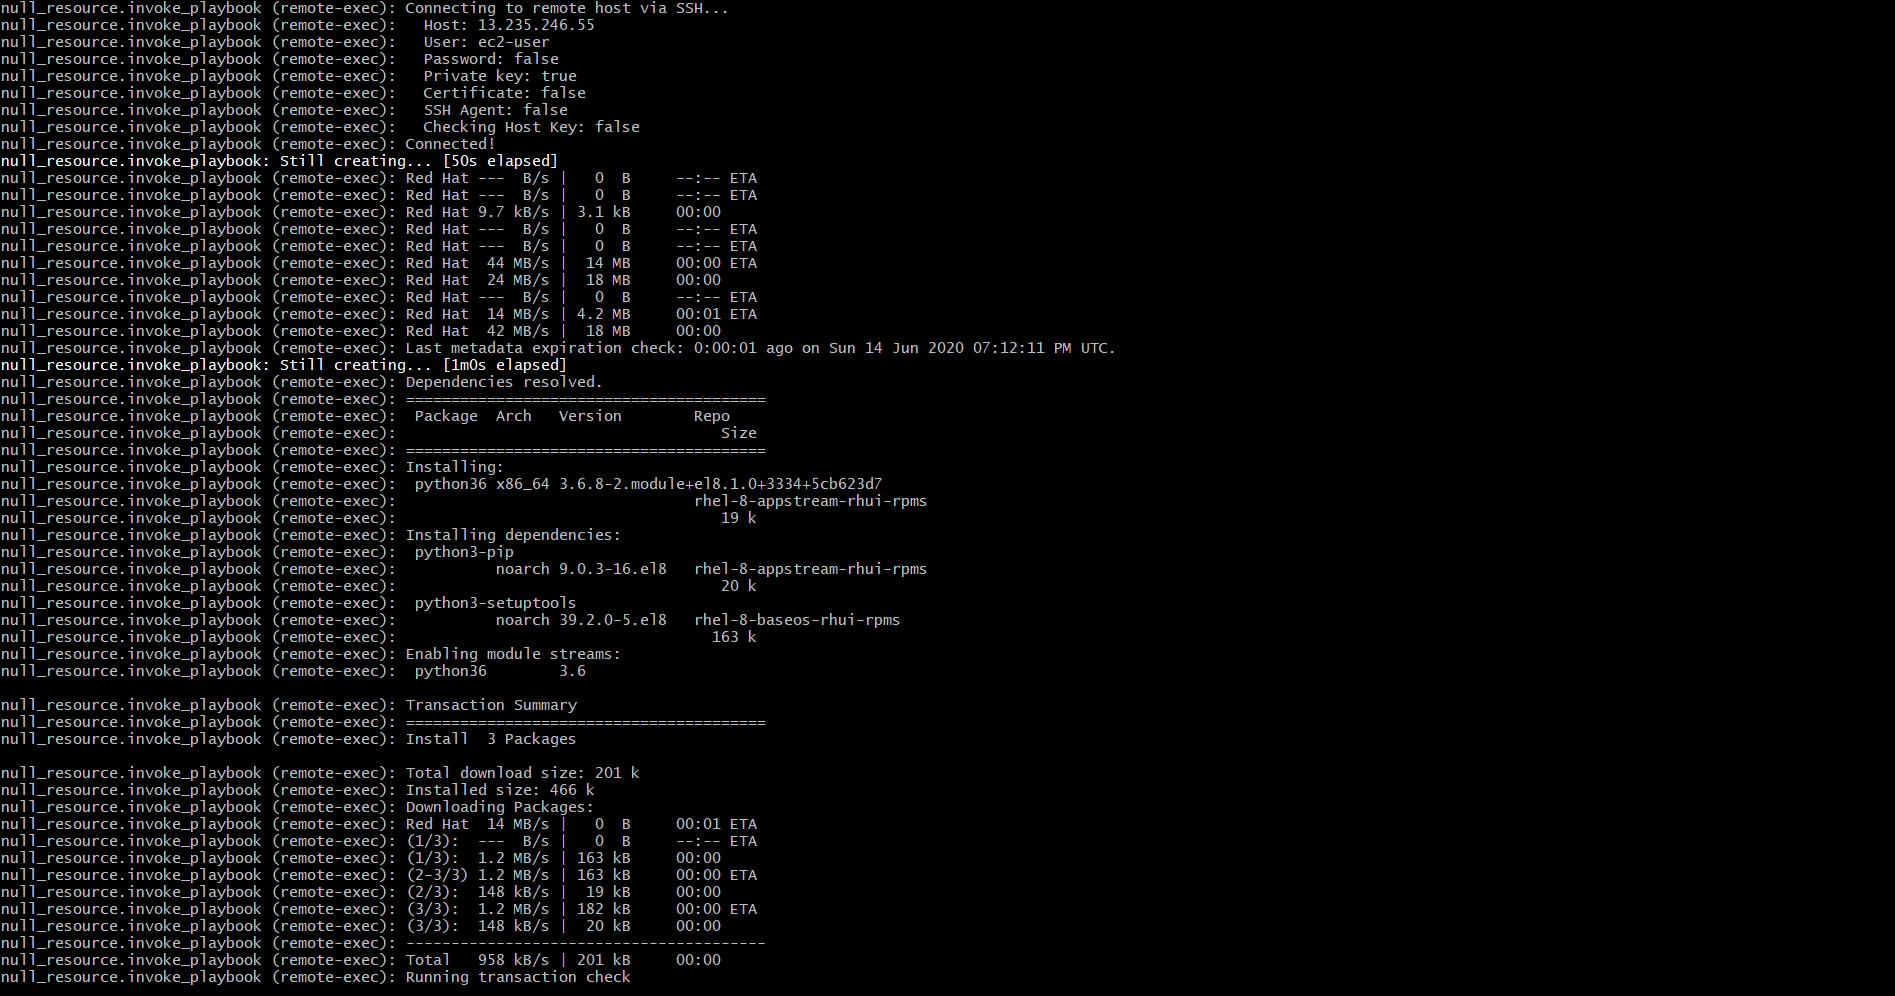 null_resource.invoke_playbook (remote-exec): Connecting to remote host via SSH...
null_resource.invoke_playbook (remote-exec):   Host: 13.235.246.55
null_resource.invoke_playbook (remote-exec):   User: ec2-user
null_resource.invoke_playbook (remote-exec):   Password: false
null_resource.invoke_playbook (remote-exec):   Private key: true
null_resource.invoke_playbook (remote-exec):   Certificate: false
null_resource.invoke_playbook (remote-exec):   SSH Agent: false
null_resource.invoke_playbook (remote-exec):   Checking Host Key: false
null_resource.invoke_playbook (remote-exec): Connected!
null_resource.invoke_playbook: Still creating... [50s elapsed]
null_resource.invoke_playbook (remote-exec): Red Hat ---  B/s |   0  B     --:-- ETA
null_resource.invoke_playbook (remote-exec): Red Hat ---  B/s |   0  B     --:-- ETA
null_resource.invoke_playbook (remote-exec): Red Hat 9.7 kB/s | 3.1 kB     00:00
null_resource.invoke_playbook (remote-exec): Red Hat ---  B/s |   0  B     --:-- ETA
null_resource.invoke_playbook (remote-exec): Red Hat ---  B/s |   0  B     --:-- ETA
null_resource.invoke_playbook (remote-exec): Red Hat  44 MB/s |  14 MB     00:00 ETA
null_resource.invoke_playbook (remote-exec): Red Hat  24 MB/s |  18 MB     00:00
null_resource.invoke_playbook (remote-exec): Red Hat ---  B/s |   0  B     --:-- ETA
null_resource.invoke_playbook (remote-exec): Red Hat  14 MB/s | 4.2 MB     00:01 ETA
null_resource.invoke_playbook (remote-exec): Red Hat  42 MB/s |  18 MB     00:00
null_resource.invoke_playbook (remote-exec): Last metadata expiration check: 0:00:01 ago on Sun 14 Jun 2020 07:12:11 PM UTC.
null_resource.invoke_playbook: Still creating... [1m0s elapsed]
null_resource.invoke_playbook (remote-exec): Dependencies resolved.
null_resource.invoke_playbook (remote-exec): ========================================
null_resource.invoke_playbook (remote-exec):  Package  Arch   Version        Repo
null_resource.invoke_playbook (remote-exec):                                    Size
null_resource.invoke_playbook (remote-exec): ========================================
null_resource.invoke_playbook (remote-exec): Installing:
null_resource.invoke_playbook (remote-exec):  python36 x86_64 3.6.8-2.module+el8.1.0+3334+5cb623d7
null_resource.invoke_playbook (remote-exec):                                 rhel-8-appstream-rhui-rpms
null_resource.invoke_playbook (remote-exec):                                    19 k
null_resource.invoke_playbook (remote-exec): Installing dependencies:
null_resource.invoke_playbook (remote-exec):  python3-pip
null_resource.invoke_playbook (remote-exec):           noarch 9.0.3-16.el8   rhel-8-appstream-rhui-rpms
null_resource.invoke_playbook (remote-exec):                                    20 k
null_resource.invoke_playbook (remote-exec):  python3-setuptools
null_resource.invoke_playbook (remote-exec):           noarch 39.2.0-5.el8   rhel-8-baseos-rhui-rpms
null_resource.invoke_playbook (remote-exec):                                   163 k
null_resource.invoke_playbook (remote-exec): Enabling module streams:
null_resource.invoke_playbook (remote-exec):  python36        3.6
null_resource.invoke_playbook (remote-exec): Transaction Summary
null_resource.invoke_playbook (remote-exec): ========================================
null_resource.invoke_playbook (remote-exec): Install  3 Packages
null_resource.invoke_playbook (remote-exec): Total download size: 201 k
null_resource.invoke_playbook (remote-exec): Installed size: 466 k
null_resource.invoke_playbook (remote-exec): Downloading Packages:
null_resource.invoke_playbook (remote-exec): Red Hat  14 MB/s |   0  B     00:01 ETA
null_resource.invoke_playbook (remote-exec): (1/3):  ---  B/s |   0  B     --:-- ETA
null_resource.invoke_playbook (remote-exec): (1/3):  1.2 MB/s | 163 kB     00:00
null_resource.invoke_playbook (remote-exec): (2-3/3) 1.2 MB/s | 163 kB     00:00 ETA
null_resource.invoke_playbook (remote-exec): (2/3):  148 kB/s |  19 kB     00:00
null_resource.invoke_playbook (remote-exec): (3/3):  1.2 MB/s | 182 kB     00:00 ETA
null_resource.invoke_playbook (remote-exec): (3/3):  148 kB/s |  20 kB     00:00
null_resource.invoke_playbook (remote-exec): ----------------------------------------
null_resource.invoke_playbook (remote-exec): Total   958 kB/s | 201 kB     00:00
null_resource.invoke_playbook (remote-exec): Running transaction check